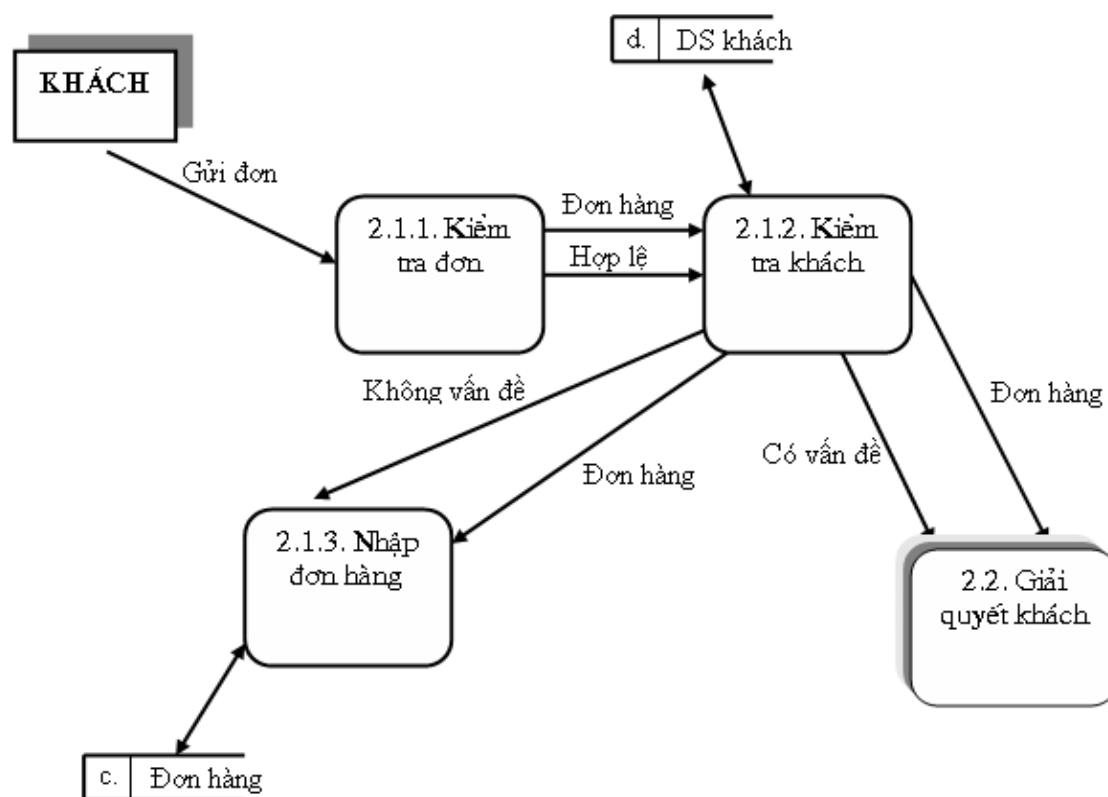 d. DS khách
KHÁCH
Gửi đơn
2.1.1. Kiểm
tra đơn
Đơn hàng
Hợp lệ
2.1.2. Kiểm
tra khách
Không vấn đề
Đơn hàng
Có vấn đề
Đơn hàng
2.1.3. Nhập
đơn hàng
2.2. Giải
quyết khách
c. Đơn hàng